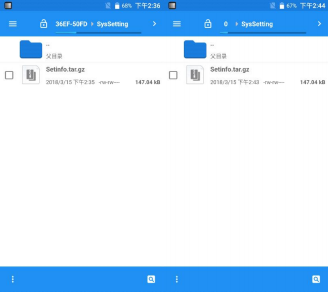 68% 下午2:36
36EF-50FD SysSetting
..
父目录
Setinfo.tar.gz
2018/3/15 下午2:35 -rw-rw---- 147.04 kB
67% 下午2:44
0 SysSetting
..
父目录
Setinfo.tar.gz
2018/3/15 下午2:43 -rw-rw---- 147.04 kB